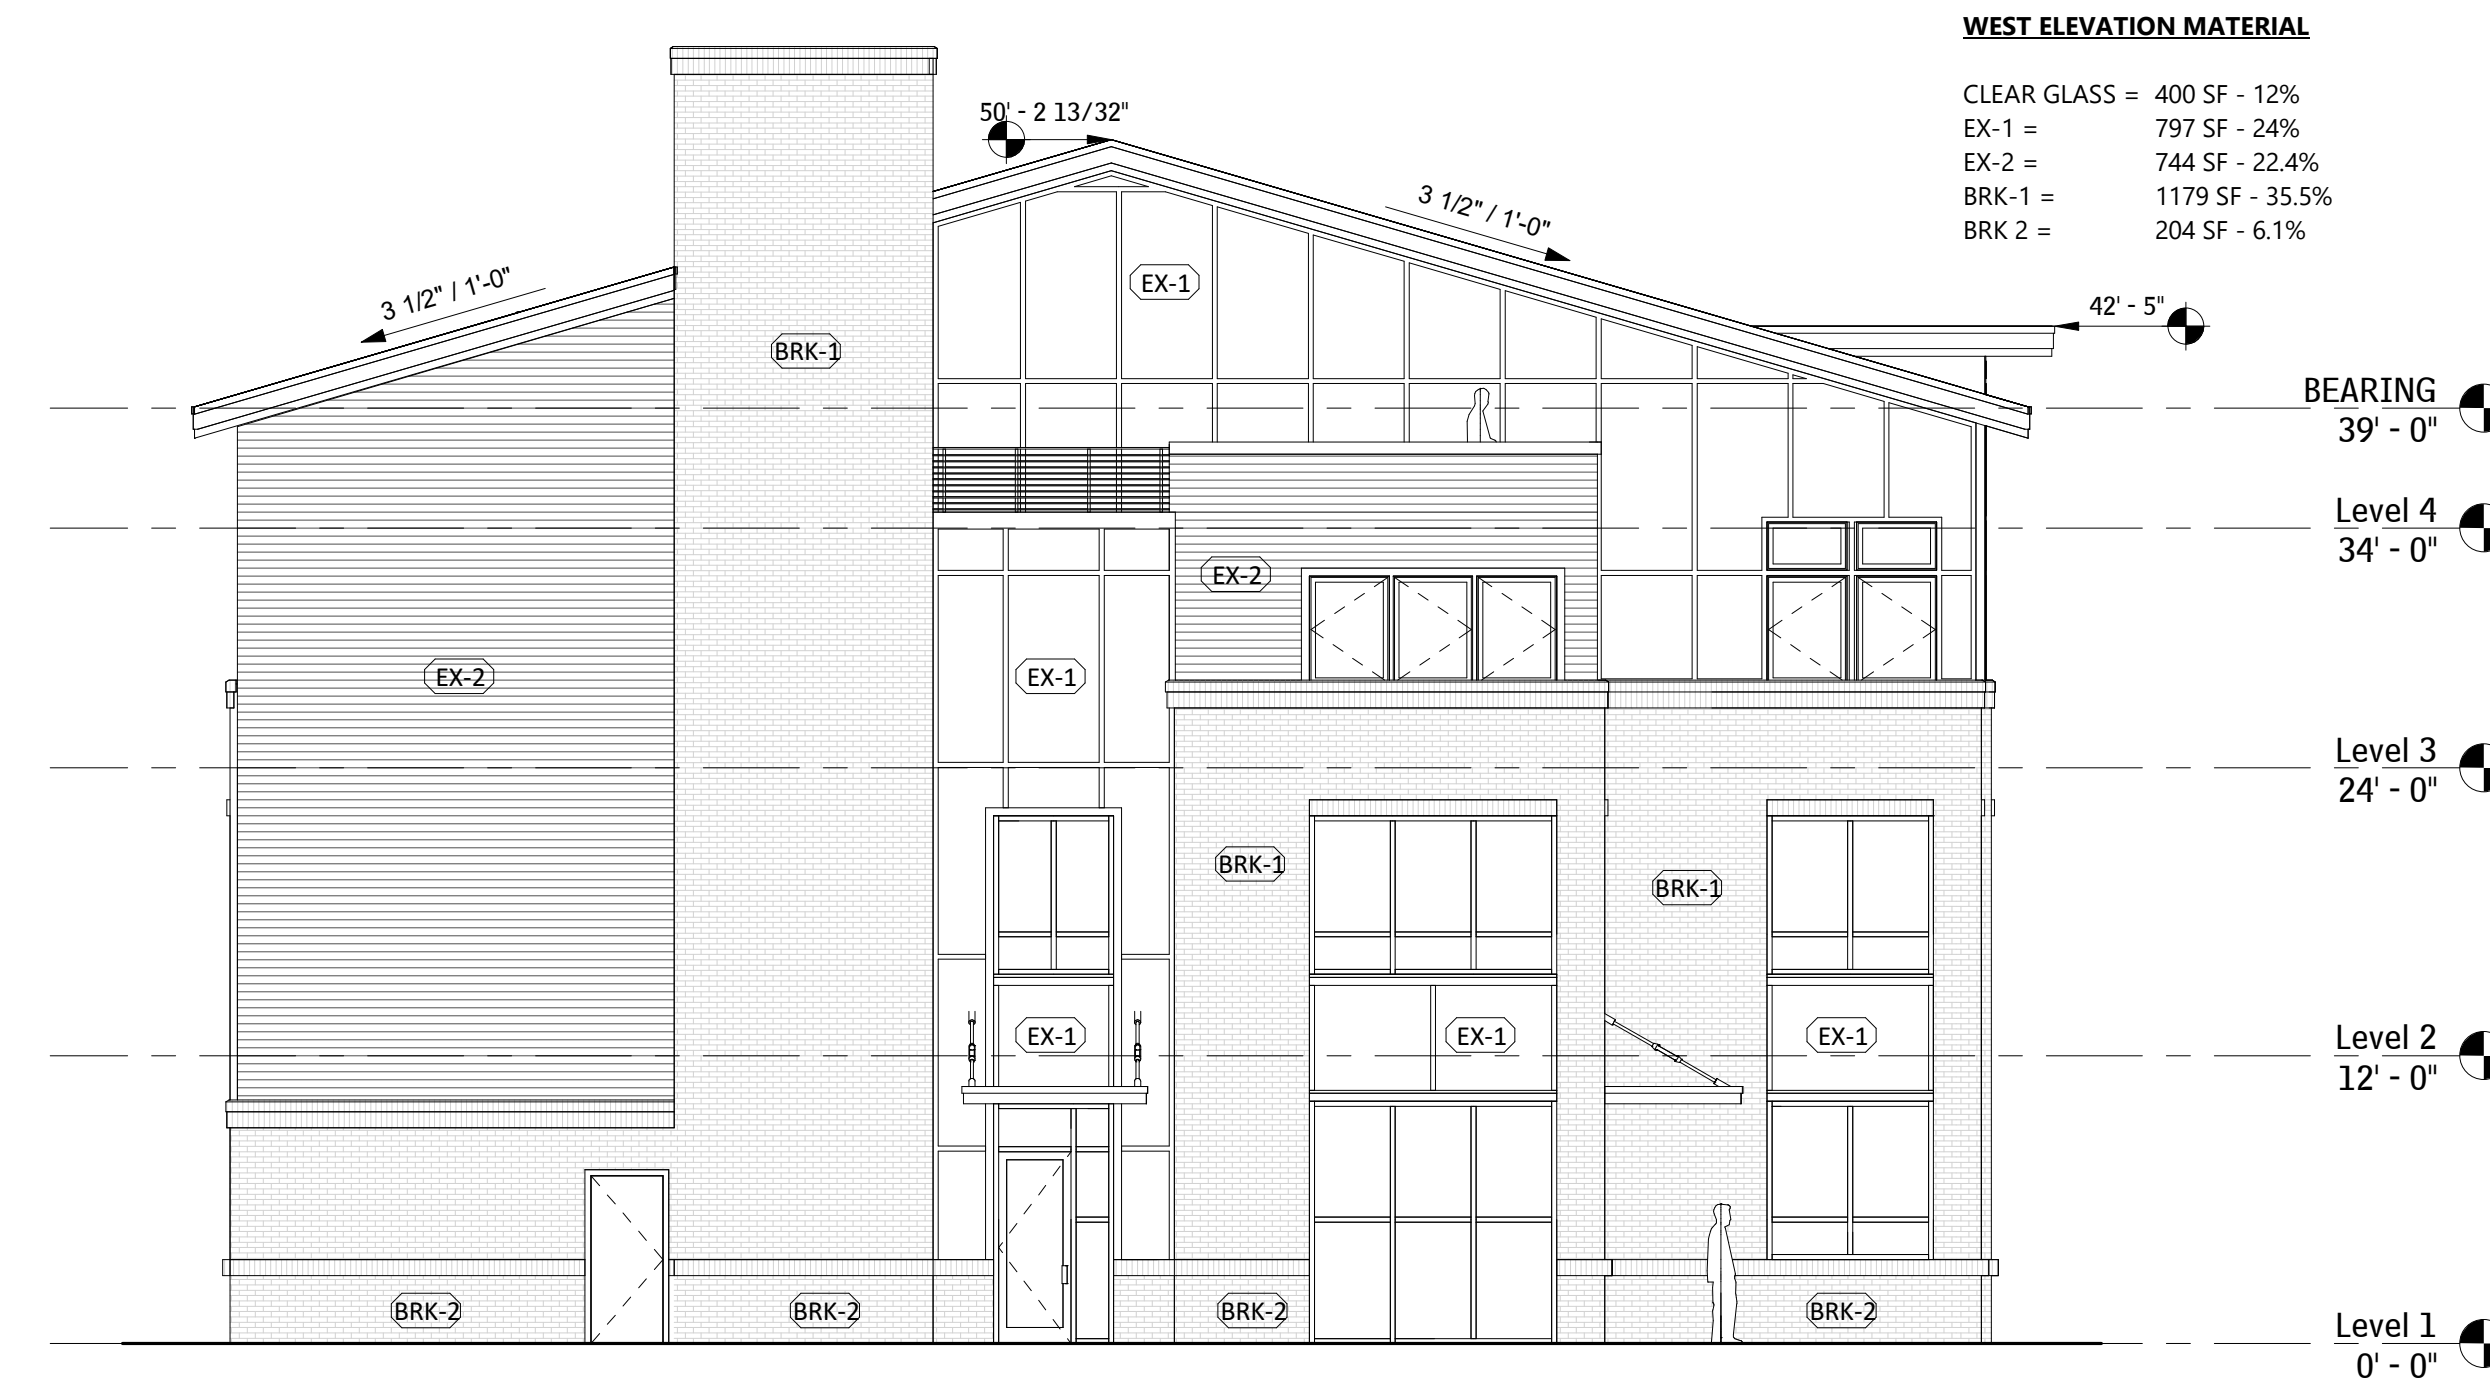 WEST ELEVATION MATERIAL
CLEAR GLASS = 400 SF - 12%
EX-1 = 797 SF - 24%
EX-2 = 744 SF - 22.4%
BRK-1 = 1179 SF - 35.5%
BRK 2 = 204 SF - 6.1%
50' - 2 13/32"
3 1/2" / 1'-0"
3 1/2" / 1'-0"
EX-1
42' - 5"
BRK-1
BEARING
39' - 0"
Level 4
34' - 0"
EX-2
EX-2
EX-1
Level 3
24' - 0"
BRK-1
BRK-1
EX-1
EX-1
EX-1
Level 2
12' - 0"
BRK-2
BRK-2
BRK-2
BRK-2
Level 1
0' - 0"